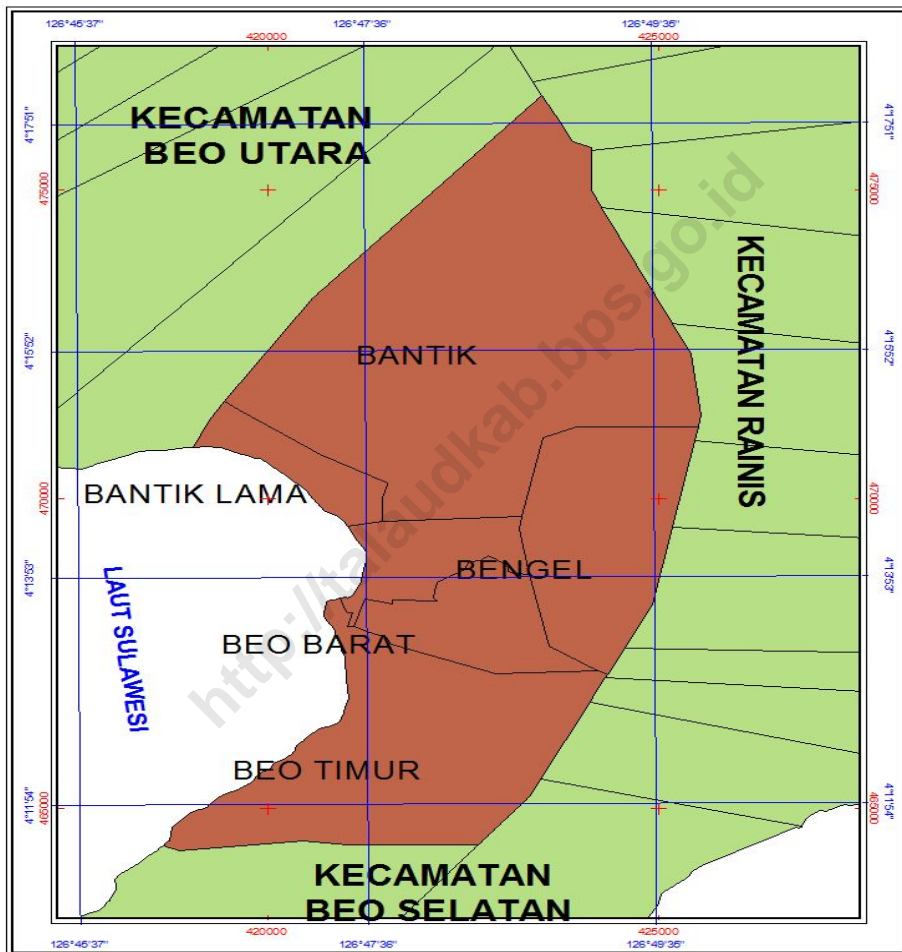 126°45'37" 126°47'36" 126°49'35"
420000 425000
4°17'51" 4°17'51"
KECAMATAN
BEO UTARA
475000 475000
KECAMATAN RAINIS
4°15'52" 4°15'52"
BANTIK
BANTIK LAMA
470000 470000
4°13'53" 4°13'53"
BENGEL
LAUT SULAWESI
BEO BARAT
BEO TIMUR
465000 465000
4°11'54" 4°11'54"
KECAMATAN
BEO SELATAN
420000 425000
126°45'37" 126°47'36" 126°49'35"
http://talaudkab.bps.go.id